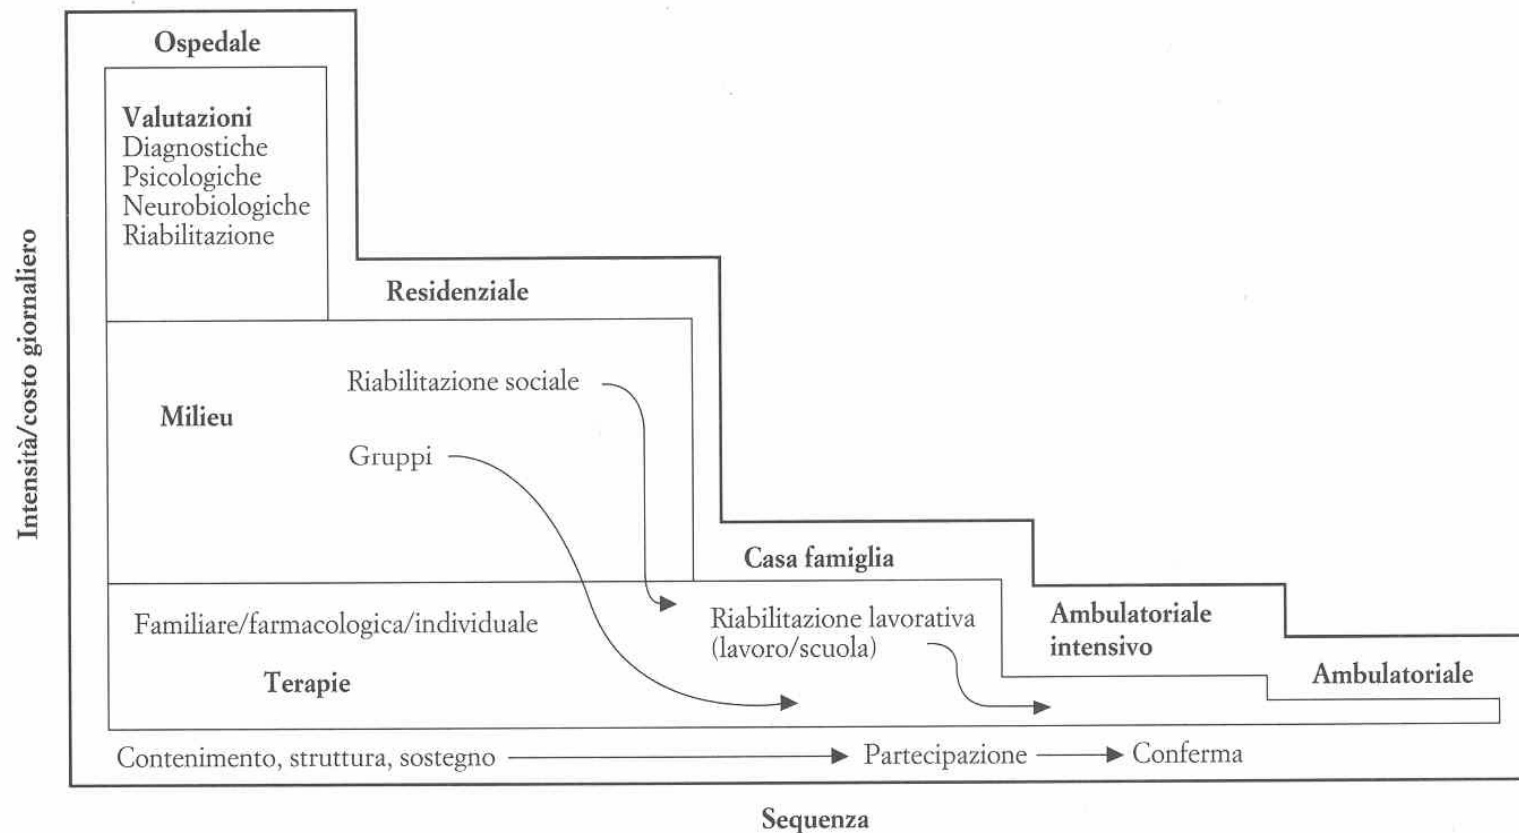 Ospedale
Valutazioni
Diagnostiche
Psicologiche
Neurobiologiche
Riabilitazione
Intensità/costo giornaliero
Residenziale
Riabilitazione sociale
Milieu
Gruppi
Casa famiglia
Familiare/farmacologica/individuale
Terapie
Riabilitazione lavorativa
(lavoro/scuola)
Ambulatoriale
intensivo
Ambulatoriale
Contenimento, struttura, sostegno
Partecipazione
Conferma
Sequenza